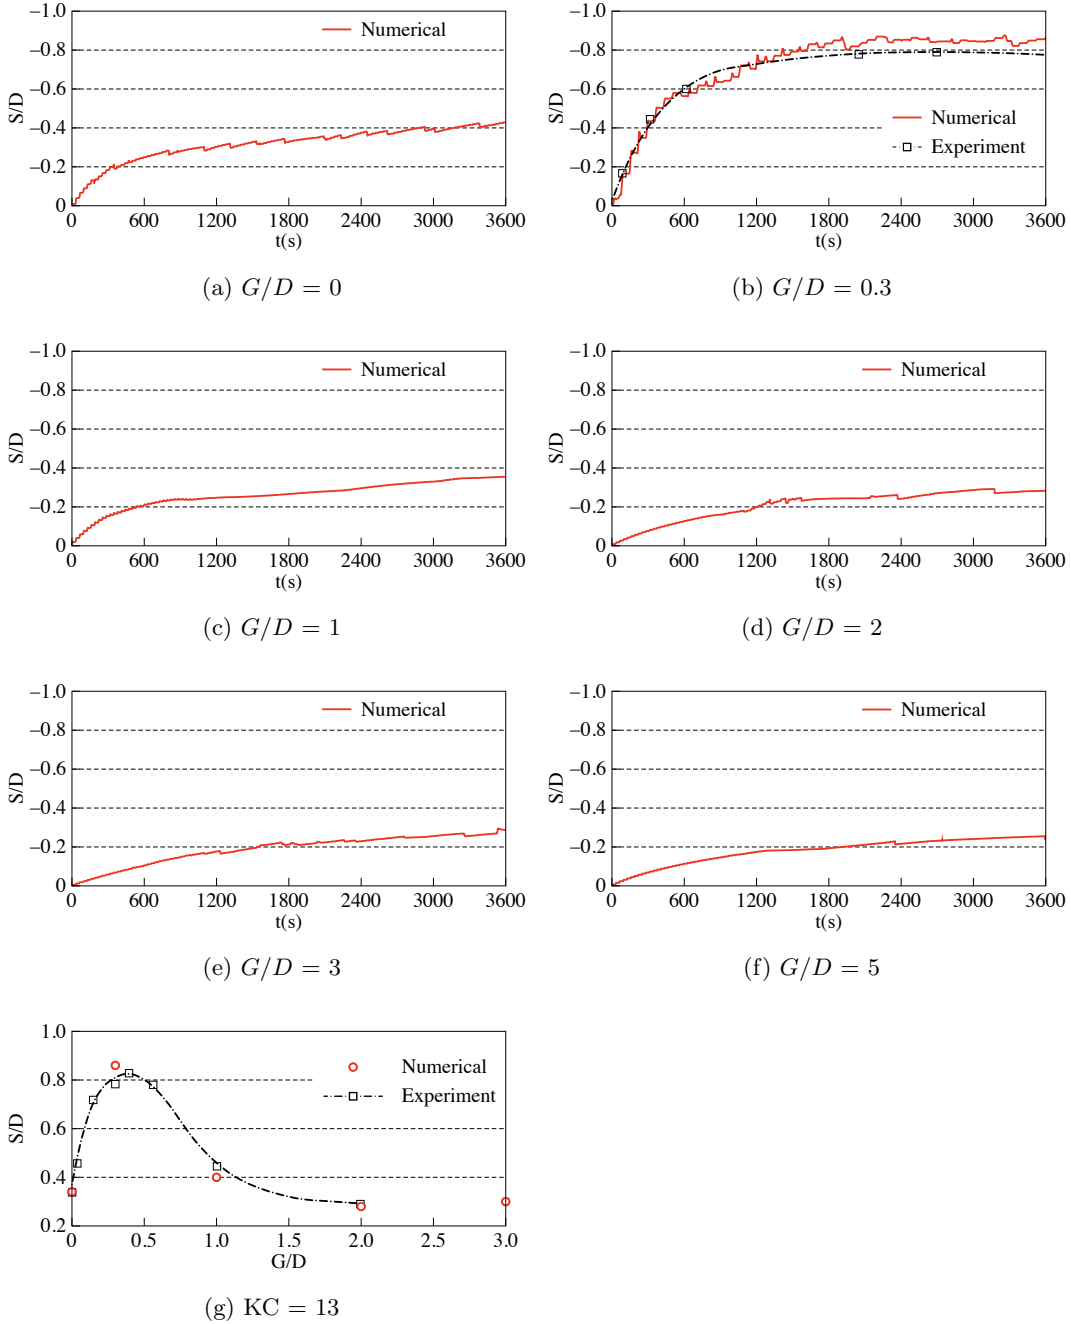 –1.0
–0.8
–0.6
–0.4
–0.2
0
S/D
Numerical
0 600 1200 1800 2400 3000 3600
t(s)
(a) G/D = 0
–1.0
–0.8
–0.6
–0.4
–0.2
0
S/D
Numerical
Experiment
0 600 1200 1800 2400 3000 3600
t(s)
(b) G/D = 0.3
–1.0
–0.8
–0.6
–0.4
–0.2
0
S/D
Numerical
0 600 1200 1800 2400 3000 3600
t(s)
(c) G/D = 1
–1.0
–0.8
–0.6
–0.4
–0.2
0
S/D
Numerical
0 600 1200 1800 2400 3000 3600
t(s)
(d) G/D = 2
–1.0
–0.8
–0.6
–0.4
–0.2
0
S/D
Numerical
0 600 1200 1800 2400 3000 3600
t(s)
(e) G/D = 3
–1.0
–0.8
–0.6
–0.4
–0.2
0
S/D
Numerical
0 600 1200 1800 2400 3000 3600
t(s)
(f) G/D = 5
1.0
0.8
0.6
0.4
0.2
S/D
Numerical
Experiment
0 0.5 1.0 1.5 2.0 2.5 3.0
G/D
(g) KC = 13